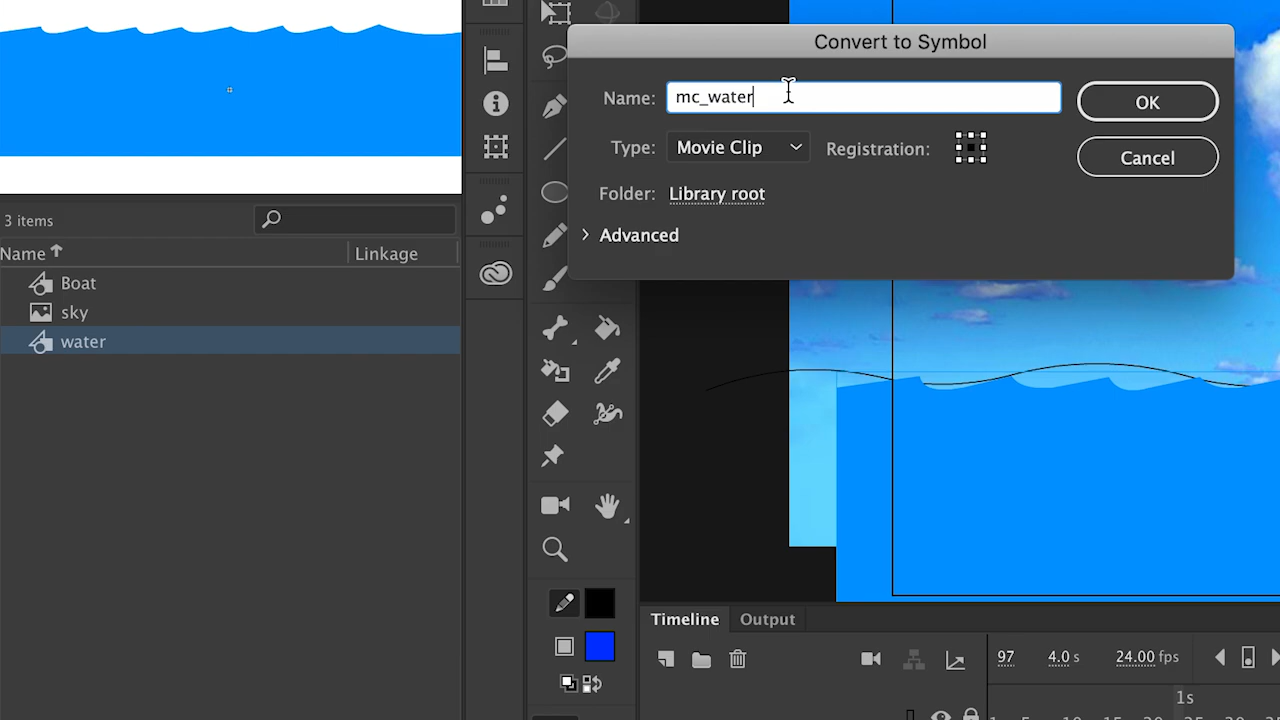 Convert to Symbol
Name: mc_water
OK
Type: Movie Clip
Registration:
Cancel
Folder: Library root
Advanced
3 items
Name
Linkage
Boat
sky
water
Timeline
Output
97
4.0 s
24.00 fps
1s